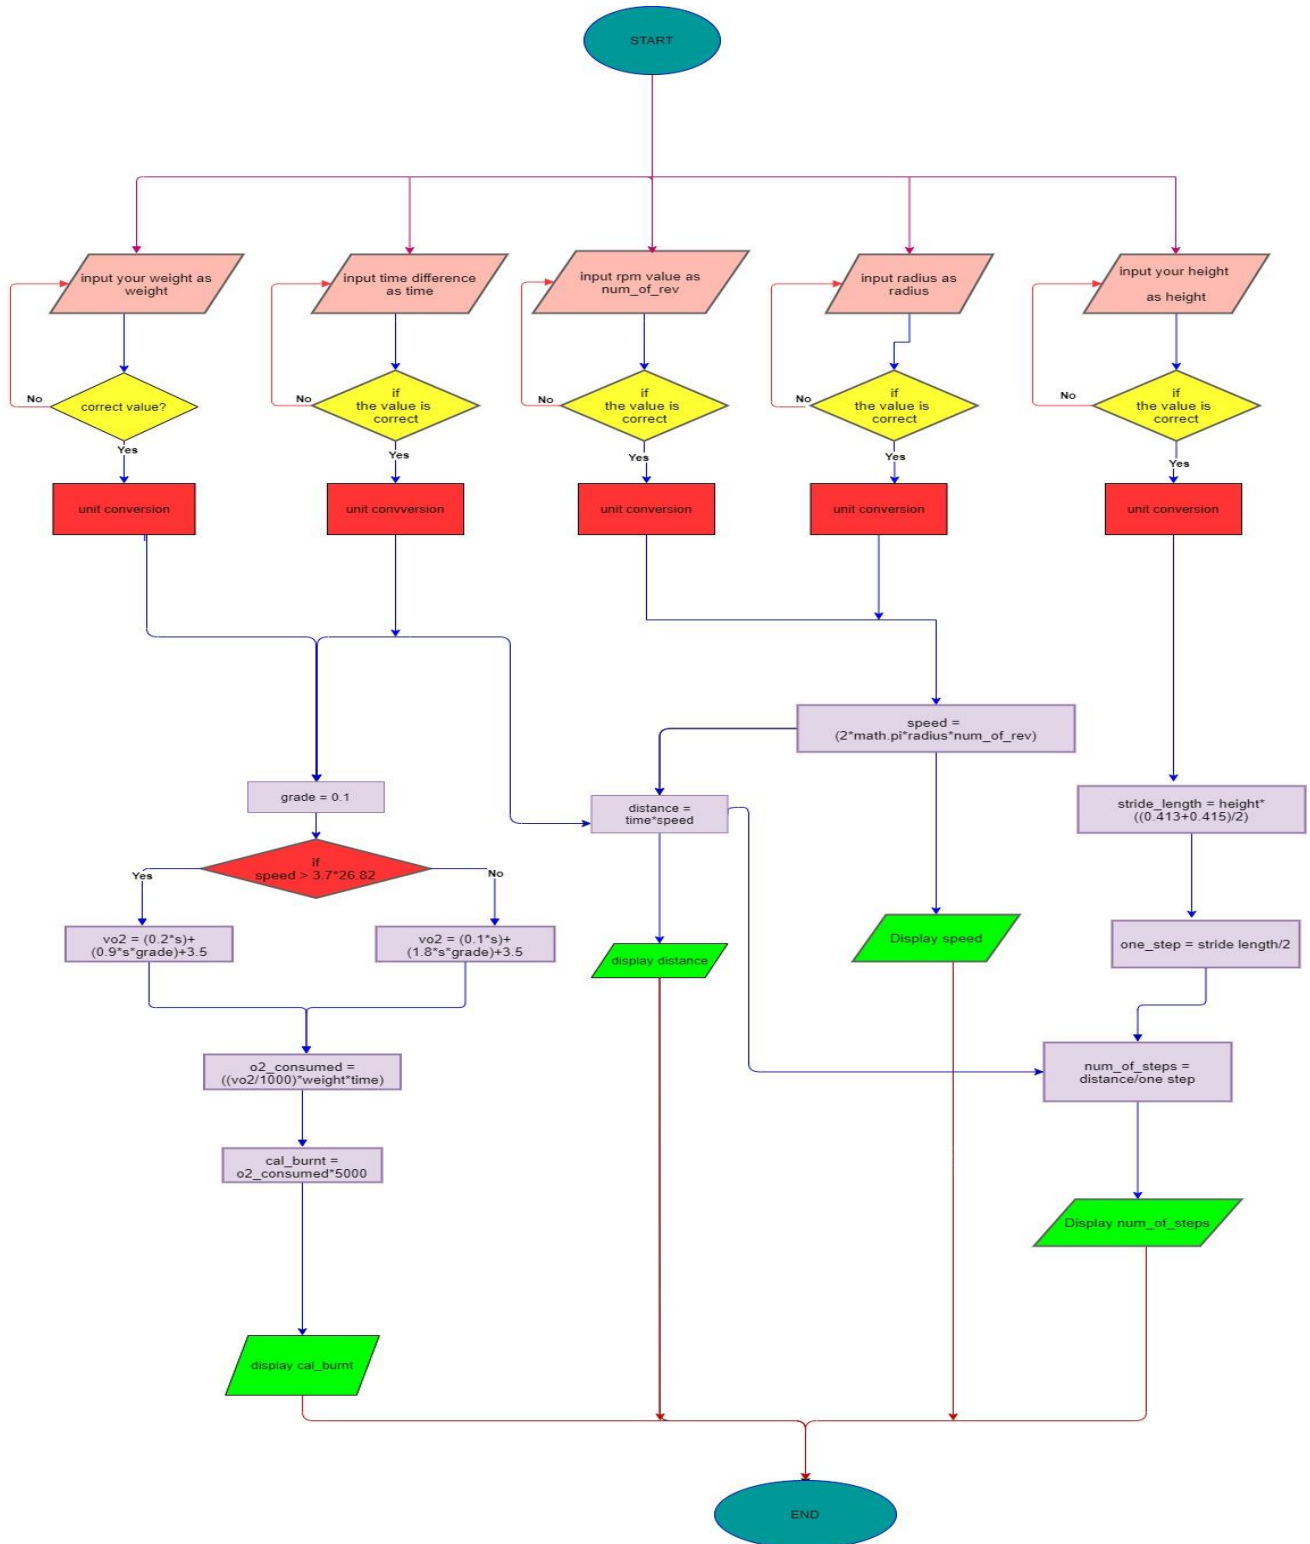 START
input your weight as
weight
input time difference
as time
input rpm value as
num_of_rev
input radius as
radius
input your height
as height
No
correct value?
Yes
No
if
the value is
correct
Yes
No
if
the value is
correct
Yes
No
if
the value is
correct
Yes
No
if
the value is
correct
Yes
unit conversion
unit convversion
unit conversion
unit conversion
unit conversion
speed =
(2*math.pi*radius*num_of_rev)
grade = 0.1
distance =
time*speed
stride_length = height*
((0.413+0.415)/2)
if
speed > 3.7*26.82
Yes
No
vo2 = (0.2*s)+
(0.9*s*grade)+3.5
vo2 = (0.1*s)+
(1.8*s*grade)+3.5
display distance
Display speed
one_step = stride length/2
o2_consumed =
((vo2/1000)*weight*time)
num_of_steps =
distance/one step
cal_burnt =
o2_consumed*5000
Display num_of_steps
display cal_burnt
END